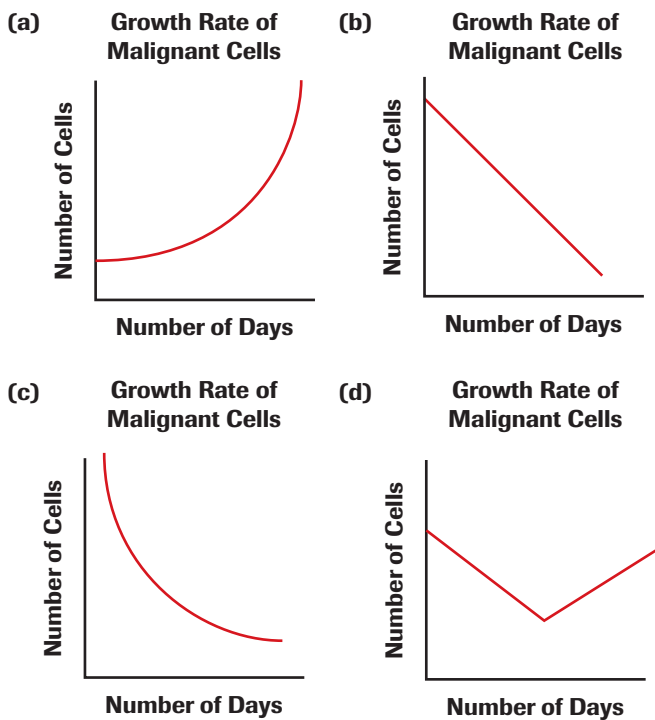 (a)
Growth Rate of
Malignant Cells
Number of Cells
Number of Days
(b)
Growth Rate of
Malignant Cells
Number of Cells
Number of Days
(c)
Growth Rate of
Malignant Cells
Number of Cells
Number of Days
(d)
Growth Rate of
Malignant Cells
Number of Cells
Number of Days